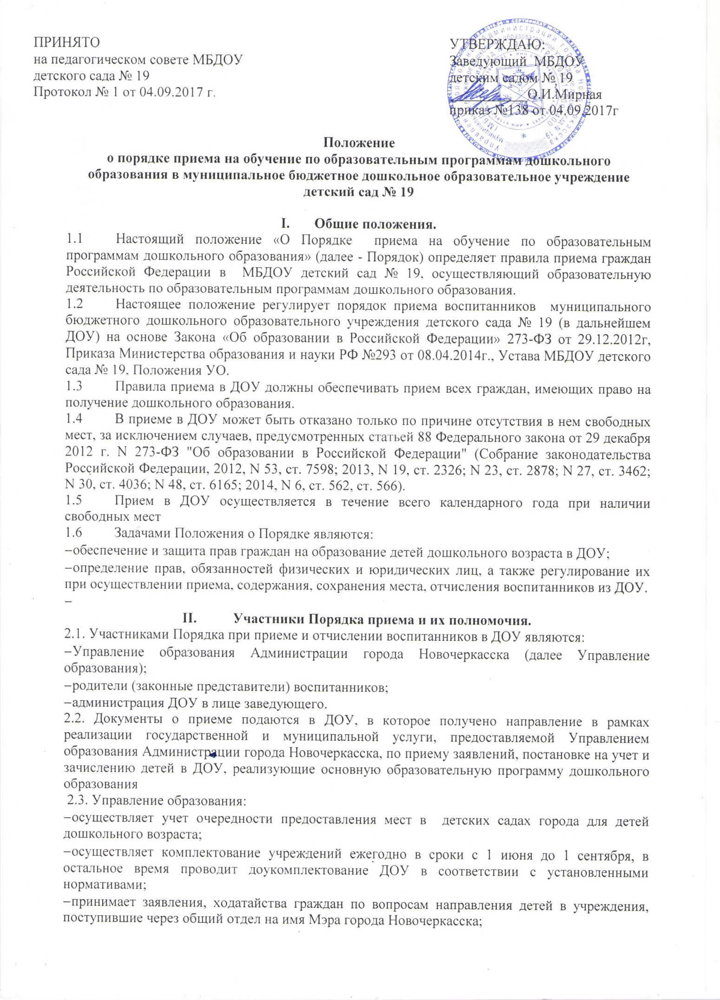 ПРИНЯТО
на педагогическом совете МБДОУ
детского сада № 19
Протокол № 1 от 04.09.2017 г.
УТВЕРЖДАЮ:
Заведующий МБДОУ
детским садом № 19
О.И.Мирная
приказ №138 от 04.09.2017г
Положение
о порядке приема на обучение по образовательным программам дошкольного
образования в муниципальное бюджетное дошкольное образовательное учреждение
детский сад № 19
I. Общие положения.
1.1 Настоящий положение «О Порядке приема на обучение по образовательным
программам дошкольного образования» (далее - Порядок) определяет правила приема граждан
Российской Федерации в МБДОУ детский сад № 19, осуществляющий образовательную
деятельность по образовательным программам дошкольного образования.
1.2 Настоящее положение регулирует порядок приема воспитанников муниципального
бюджетного дошкольного образовательного учреждения детского сада № 19 (в дальнейшем
ДОУ) на основе Закона «Об образовании в Российской Федерации» 273-ФЗ от 29.12.2012г,
Приказа Министерства образования и науки РФ №293 от 08.04.2014г., Устава МБДОУ детского
сада № 19, Положения УО.
1.3 Правила приема в ДОУ должны обеспечивать прием всех граждан, имеющих право на
получение дошкольного образования.
1.4 В приеме в ДОУ может быть отказано только по причине отсутствия в нем свободных
мест, за исключением случаев, предусмотренных статьей 88 Федерального закона от 29 декабря
2012 г. N 273-ФЗ "Об образовании в Российской Федерации" (Собрание законодательства
Российской Федерации, 2012, N 53, ст. 7598; 2013, N 19, ст. 2326; N 23, ст. 2878; N 27, ст. 3462;
N 30, ст. 4036; N 48, ст. 6165; 2014, N 6, ст. 562, ст. 566).
1.5 Прием в ДОУ осуществляется в течение всего календарного года при наличии
свободных мест
1.6 Задачами Положения о Порядке являются:
−обеспечение и защита прав граждан на образование детей дошкольного возраста в ДОУ;
−определение прав, обязанностей физических и юридических лиц, а также регулирование их
при осуществлении приема, содержания, сохранения места, отчисления воспитанников из ДОУ.
−
II. Участники Порядка приема и их полномочия.
2.1. Участниками Порядка при приеме и отчислении воспитанников в ДОУ являются:
−Управление образования Администрации города Новочеркасска (далее Управление
образования);
−родители (законные представители) воспитанников;
−администрация ДОУ в лице заведующего.
2.2. Документы о приеме подаются в ДОУ, в которое получено направление в рамках
реализации государственной и муниципальной услуги, предоставляемой Управлением
образования Администрации города Новочеркасска, по приему заявлений, постановке на учет и
зачислению детей в ДОУ, реализующие основную образовательную программу дошкольного
образования
2.3. Управление образования:
−осуществляет учет очередности предоставления мест в детских садах города для детей
дошкольного возраста;
−осуществляет комплектование учреждений ежегодно в сроки с 1 июня до 1 сентября, в
остальное время проводит доукомплектование ДОУ в соответствии с установленными
нормативами;
−принимает заявления, ходатайства граждан по вопросам направления детей в учреждения,
поступившие через общий отдел на имя Мэра города Новочеркасска;